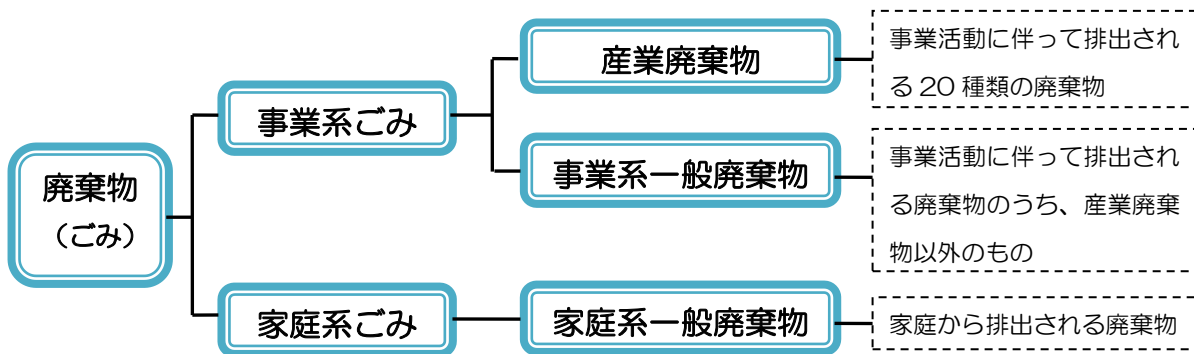 廃棄物
(ごみ)
事業系ごみ
産業廃棄物
事業活動に伴って排出され
る 20 種類の廃棄物
事業系一般廃棄物
事業活動に伴って排出され
る廃棄物のうち、産業廃棄
物以外のもの
家庭系ごみ
家庭系一般廃棄物
家庭から排出される廃棄物